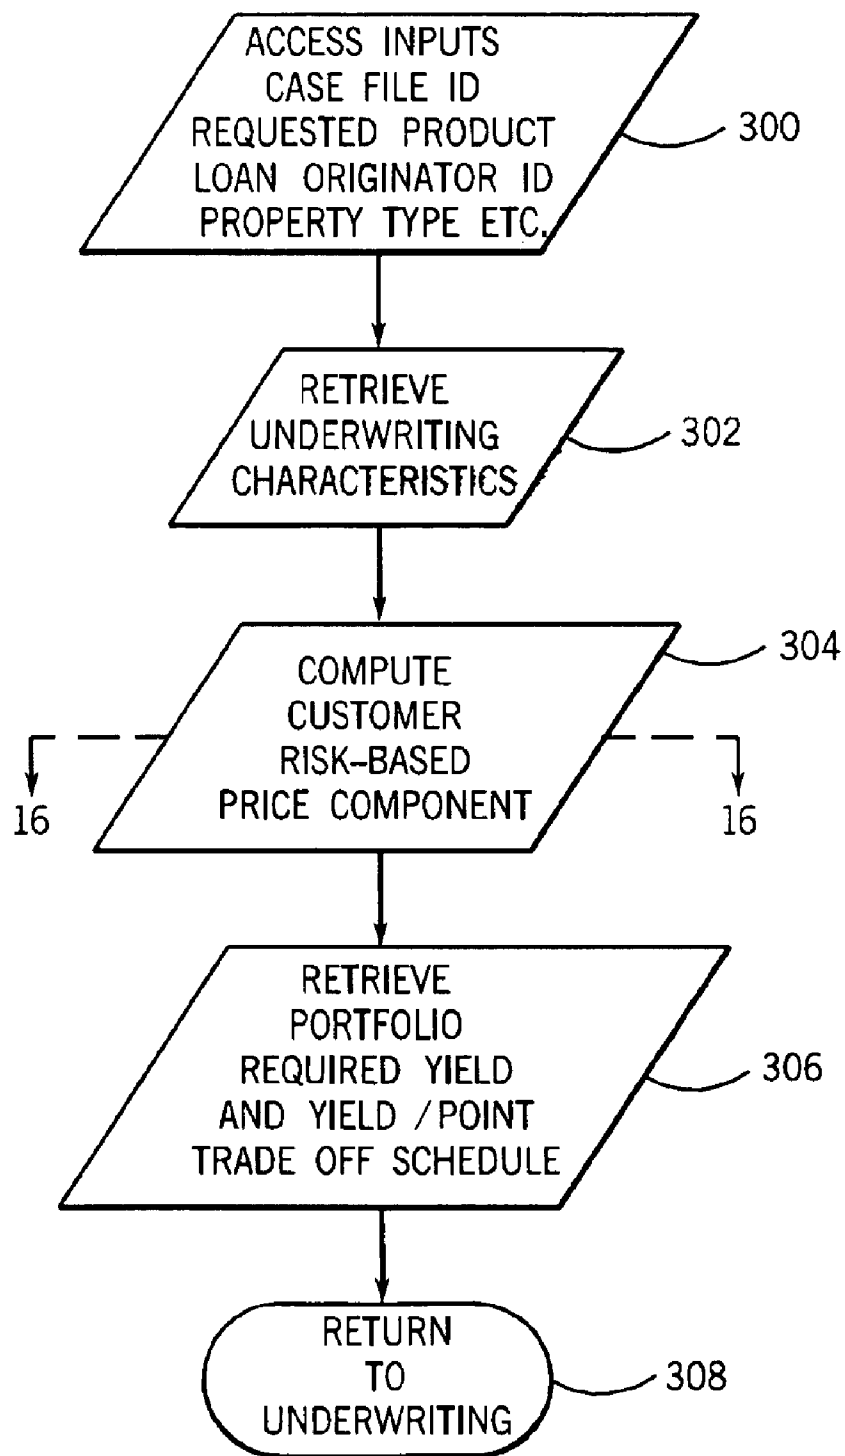 ACCESS INPUTS
CASE FILE ID
REQUESTED PRODUCT
LOAN ORIGINATOR ID
PROPERTY TYPE ETC.
300
RETRIEVE
UNDERWRITING
CHARACTERISTICS
302
COMPUTE
CUSTOMER
RISK-BASED
PRICE COMPONENT
304
16
16
RETRIEVE
PORTFOLIO
REQUIRED YIELD
AND YIELD /POINT
TRADE OFF SCHEDULE
306
RETURN
TO
UNDERWRITING
308